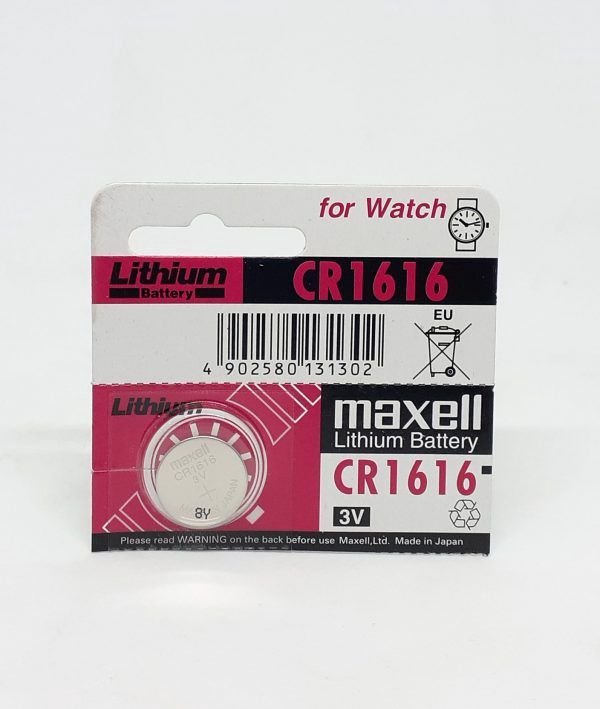 for Watch
Lithium
Battery
CR1616
EU
4 902580 131302
Lithium
maxell
Lithium Battery
CR1616
3V
maxell
CR1616
3V
+
JAPAN
8Y
Please read WARNING on the back before use Maxell,Ltd. Made in Japan